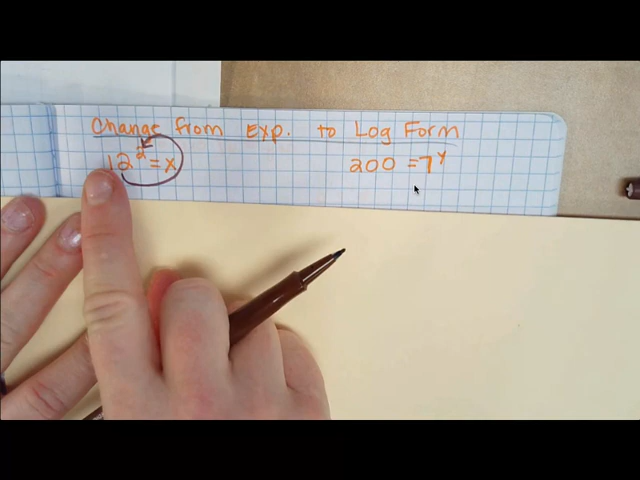 Change from Exp. to Log Form
12² = x 200 = 7ʸ